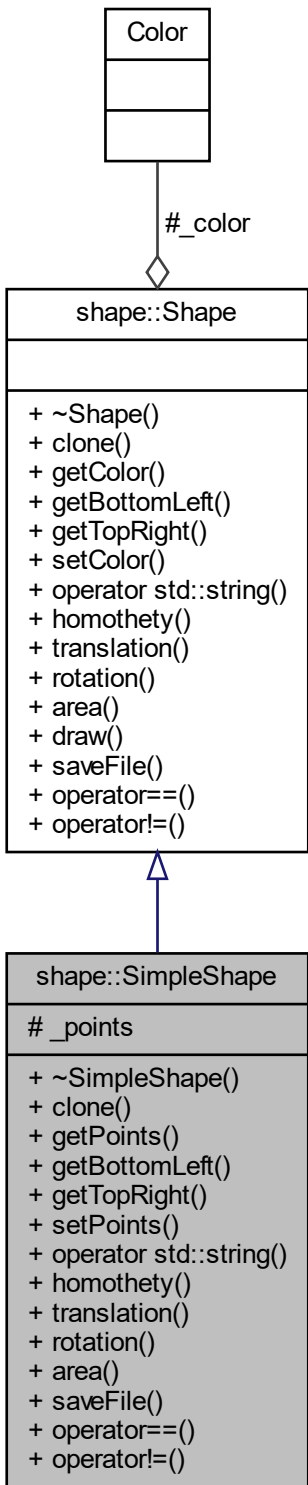 Color
#_color
shape::Shape
+ ~Shape()
+ clone()
+ getColor()
+ getBottomLeft()
+ getTopRight()
+ setColor()
+ operator std::string()
+ homothety()
+ translation()
+ rotation()
+ area()
+ draw()
+ saveFile()
+ operator==()
+ operator!=()
shape::SimpleShape
# _points
+ ~SimpleShape()
+ clone()
+ getPoints()
+ getBottomLeft()
+ getTopRight()
+ setPoints()
+ operator std::string()
+ homothety()
+ translation()
+ rotation()
+ area()
+ saveFile()
+ operator==()
+ operator!=()